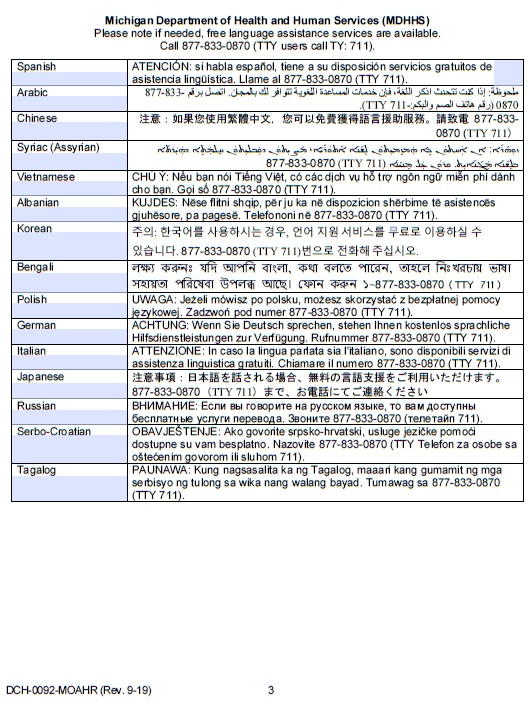 Michigan Department of Health and Human Services (MDHHS)
Please note if needed, free language assistance services are available.
Call 877-833-0870 (TTY users call TY: 711).
Spanish
ATENCIÓN: si habla español, tiene a su disposición servicios gratuitos de
asistencia lingüística. Llame al 877-833-0870 (TTY 711).
Arabic
ملحوظة: إذا كنت تتحدث اذكر اللغة، فإن خدمات المساعدة اللغوية تتوافر لك بالمجان. اتصل برقم 877-833-
0870 (رقم هاتف الصم والبكم: TTY-711).
Chinese
注意：如果您使用繁體中文，您可以免費獲得語言援助服務。請致電 877-833-
0870 (TTY 711)
Syriac (Assyrian)
877-833-0870 (TTY 711)
Vietnamese
CHÚ Ý: Nếu bạn nói Tiếng Việt, có các dịch vụ hỗ trợ ngôn ngữ miễn phí dành
cho bạn. Gọi số 877-833-0870 (TTY 711).
Albanian
KUJDES: Nëse flitni shqip, për ju ka në dispozicion shërbime të asistencës
gjuhësore, pa pagesë. Telefononi në 877-833-0870 (TTY 711).
Korean
주의: 한국어를 사용하시는 경우, 언어 지원 서비스를 무료로 이용하실 수
있습니다. 877-833-0870 (TTY 711)번으로 전화해 주십시오.
Bengali
লক্ষ্য করুনঃ যদি আপনি বাংলা, কথা বলতে পারেন, তাহলে নিঃখরচায় ভাষা
সহায়তা পরিষেবা উপলব্ধ আছে। ফোন করুন ১-877-833-0870 (TTY 711)
Polish
UWAGA: Jeżeli mówisz po polsku, możesz skorzystać z bezpłatnej pomocy
językowej. Zadzwoń pod numer 877-833-0870 (TTY 711).
German
ACHTUNG: Wenn Sie Deutsch sprechen, stehen Ihnen kostenlos sprachliche
Hilfsdienstleistungen zur Verfügung. Rufnummer 877-833-0870 (TTY 711).
Italian
ATTENZIONE: In caso la lingua parlata sia l'italiano, sono disponibili servizi di
assistenza linguistica gratuiti. Chiamare il numero 877-833-0870 (TTY 711).
Japanese
注意事項：日本語を話される場合、無料の言語支援をご利用いただけます。
877-833-0870（TTY 711）まで、お電話にてご連絡ください
Russian
ВНИМАНИЕ: Если вы говорите на русском языке, то вам доступны
бесплатные услуги перевода. Звоните 877-833-0870 (телетайп 711).
Serbo-Croatian
OBAVJEŠTENJE: Ako govorite srpsko-hrvatski, usluge jezičke pomoći
dostupne su vam besplatno. Nazovite 877-833-0870 (TTY Telefon za osobe sa
oštećenim govorom ili sluhom 711).
Tagalog
PAUNAWA: Kung nagsasalita ka ng Tagalog, maaari kang gumamit ng mga
serbisyo ng tulong sa wika nang walang bayad. Tumawag sa 877-833-0870
(TTY 711).
DCH-0092-MOAHR (Rev. 9-19)
3